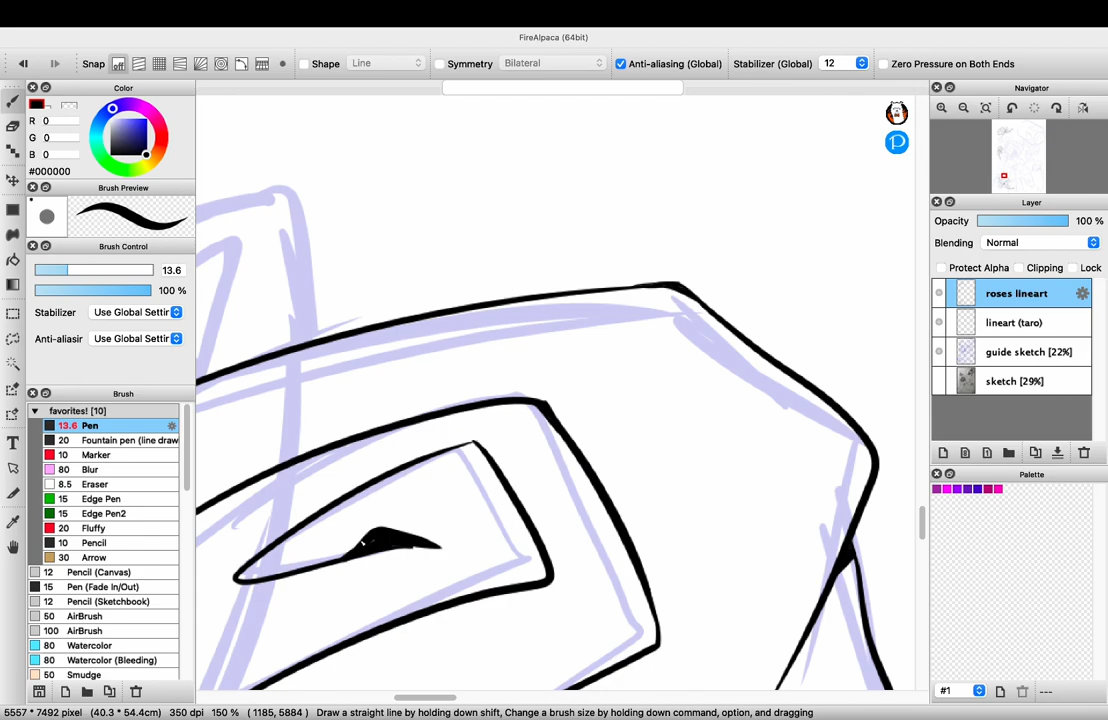 FireAlpaca (64bit)
Snap off Shape Line Symmetry Bilateral Anti-aliasing (Global) Stabilizer (Global) 12 Zero Pressure on Both Ends
Color
R 0
G 0
B 0
#000000
Brush Preview
Brush Control
13.6
100 %
Stabilizer Use Global Settir
Anti-aliasir Use Global Settir
Brush
favorites! [10]
13.6 Pen
20 Fountain pen (line draw
10 Marker
80 Blur
8.5 Eraser
15 Edge Pen
15 Edge Pen2
20 Fluffy
10 Pencil
30 Arrow
12 Pencil (Canvas)
15 Pen (Fade In/Out)
12 Pencil (Sketchbook)
50 AirBrush
100 AirBrush
80 Watercolor
80 Watercolor (Bleeding)
50 Smudge
Navigator
Layer
Opacity 100 %
Blending Normal
Protect Alpha Clipping Lock
roses lineart
lineart (taro)
guide sketch [22%]
sketch [29%]
Palette
#1 ---
5557 * 7492 pixel (40.3 * 54.4cm) 350 dpi 150 % ( 1185, 5884 ) Draw a straight line by holding down shift, Change a brush size by holding down command, option, and dragging